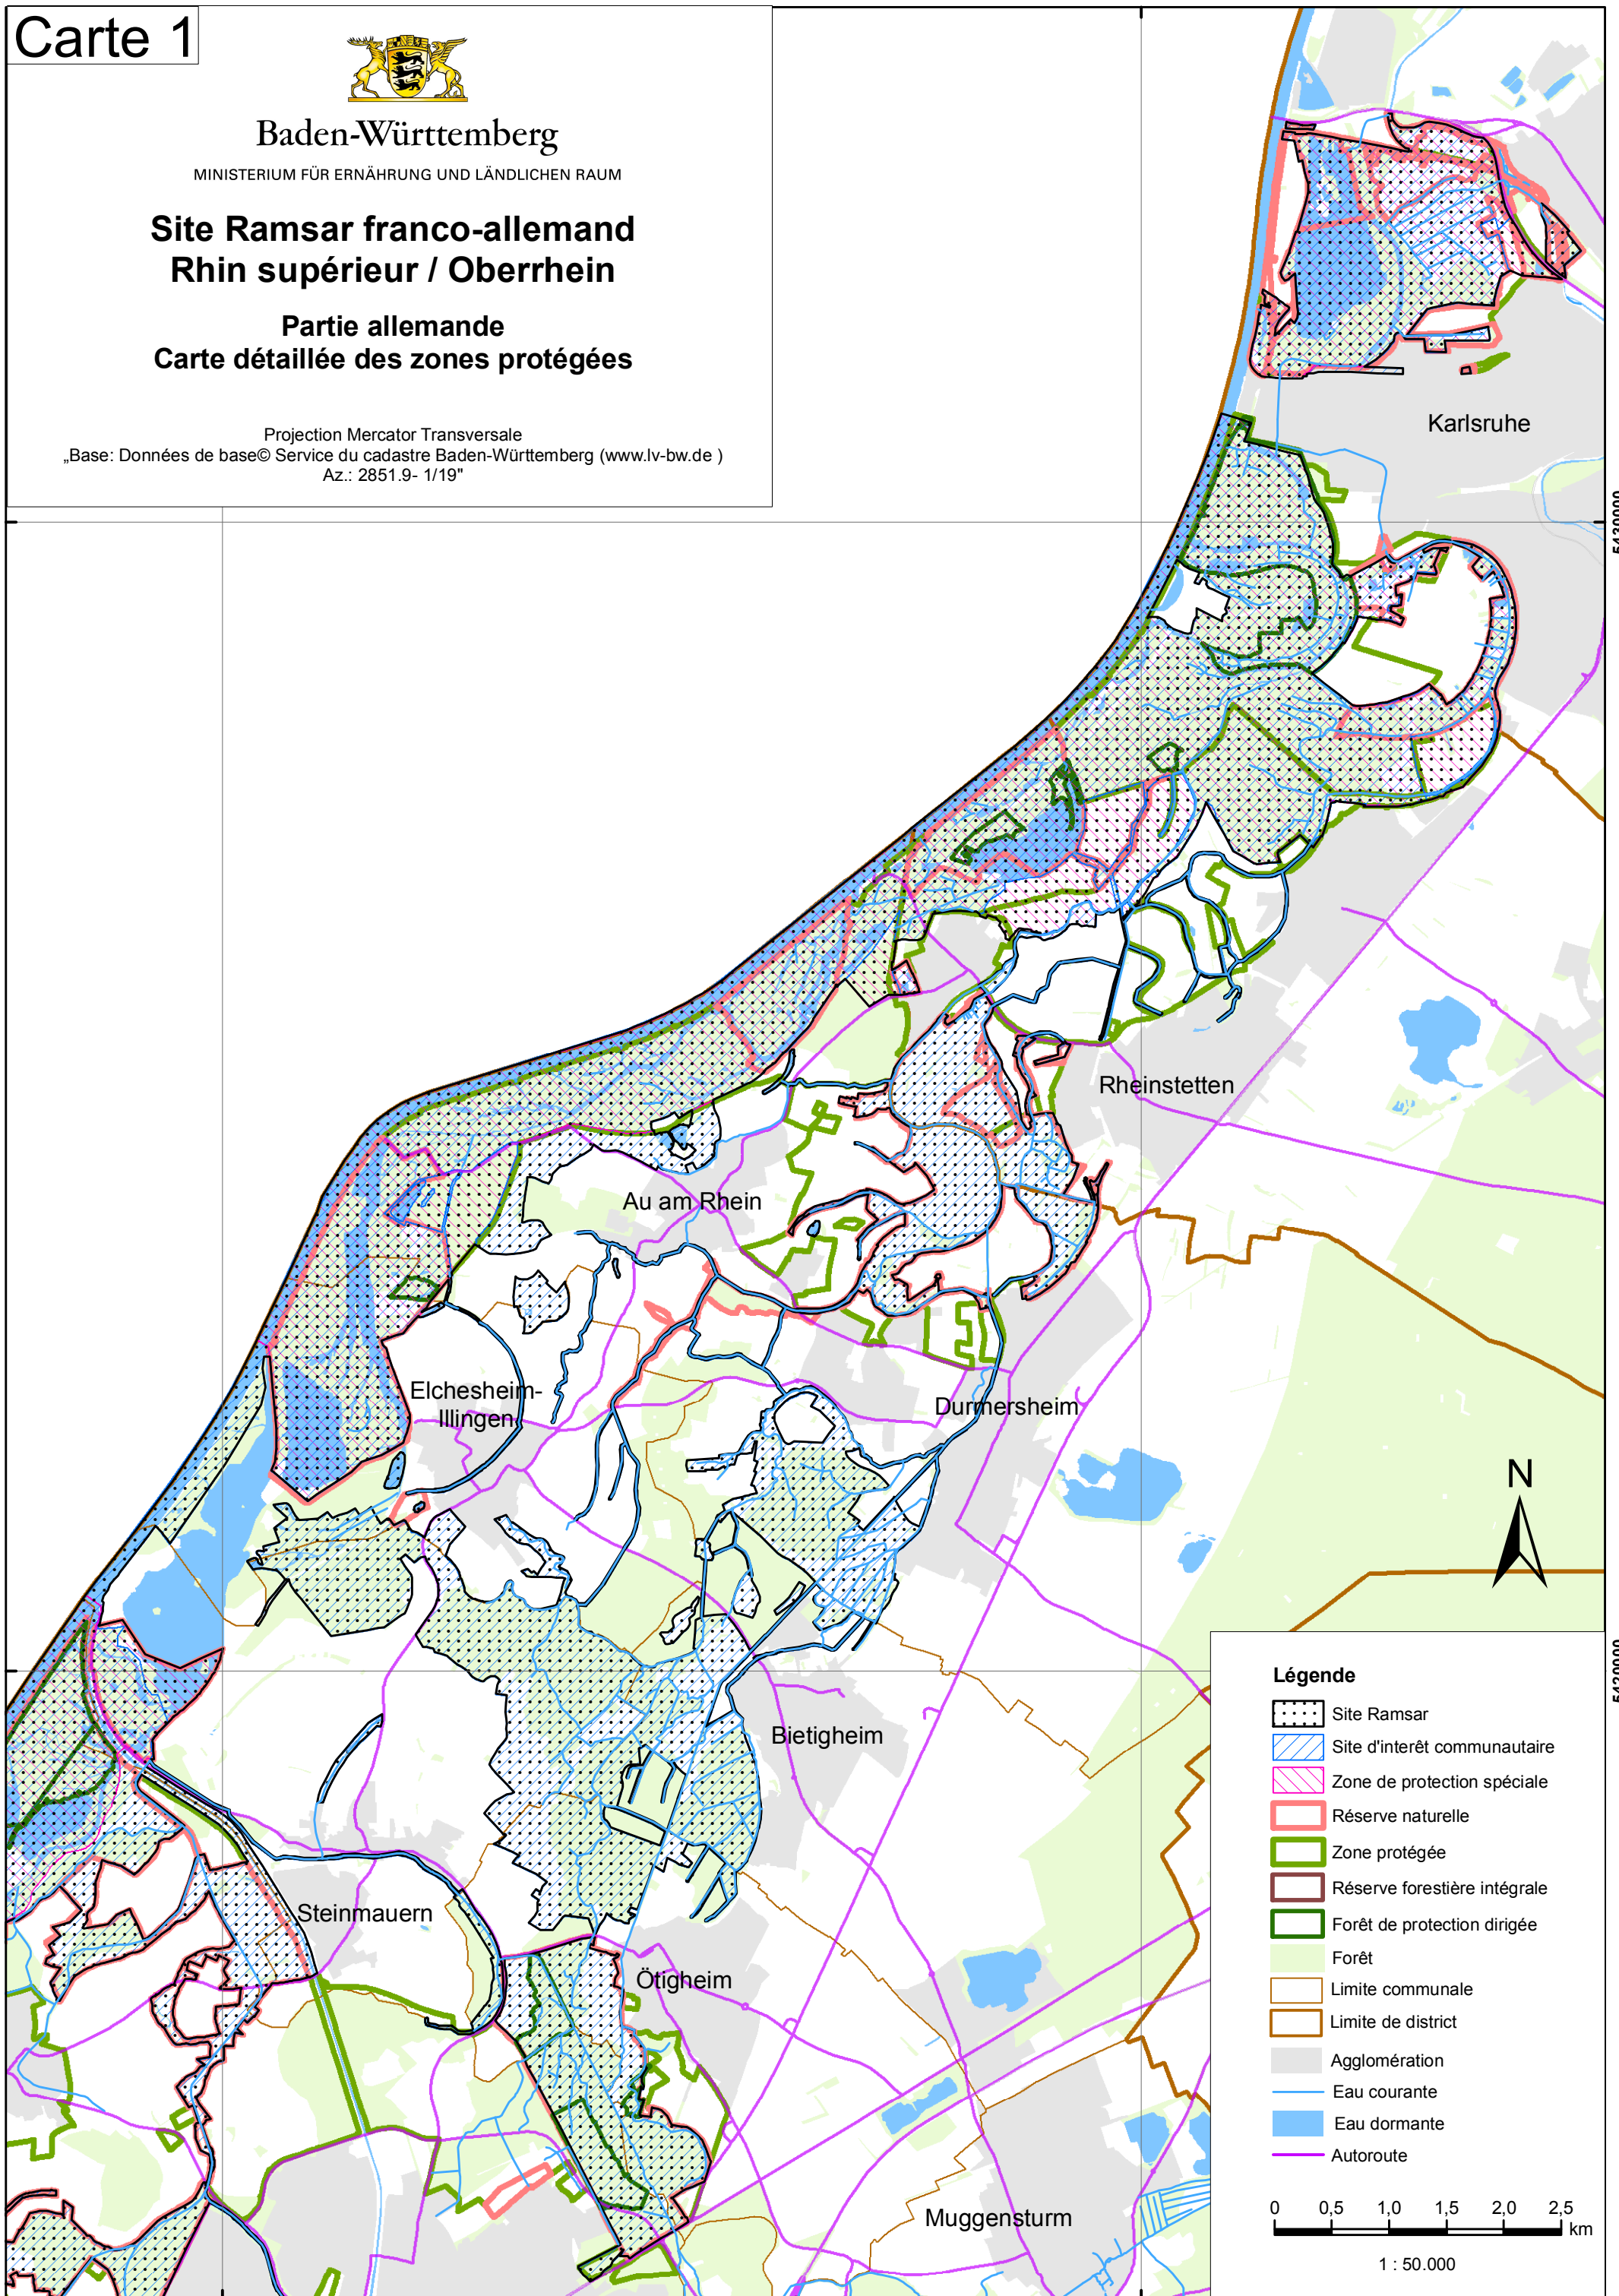 Carte 1
Baden-Württemberg
MINISTERIUM FÜR ERNÄHRUNG UND LÄNDLICHEN RAUM
Site Ramsar franco-allemand
Rhin supérieur / Oberrhein
Partie allemande
Carte détaillée des zones protégées
Projection Mercator Transversale
„Base: Données de base© Service du cadastre Baden-Württemberg (www.lv-bw.de )
Az.: 2851.9- 1/19"
Karlsruhe
Rheinstetten
Au am Rhein
Elchesheim-
Illingen
Durmersheim
N
Bietigheim
Steinmauern
Ötigheim
Muggensturm
Légende
Site Ramsar
Site d'intérêt communautaire
Zone de protection spéciale
Réserve naturelle
Zone protégée
Réserve forestière intégrale
Forêt de protection dirigée
Forêt
Limite communale
Limite de district
Agglomération
Eau courante
Eau dormante
Autoroute
0 0,5 1,0 1,5 2,0 2,5
km
1 : 50.000